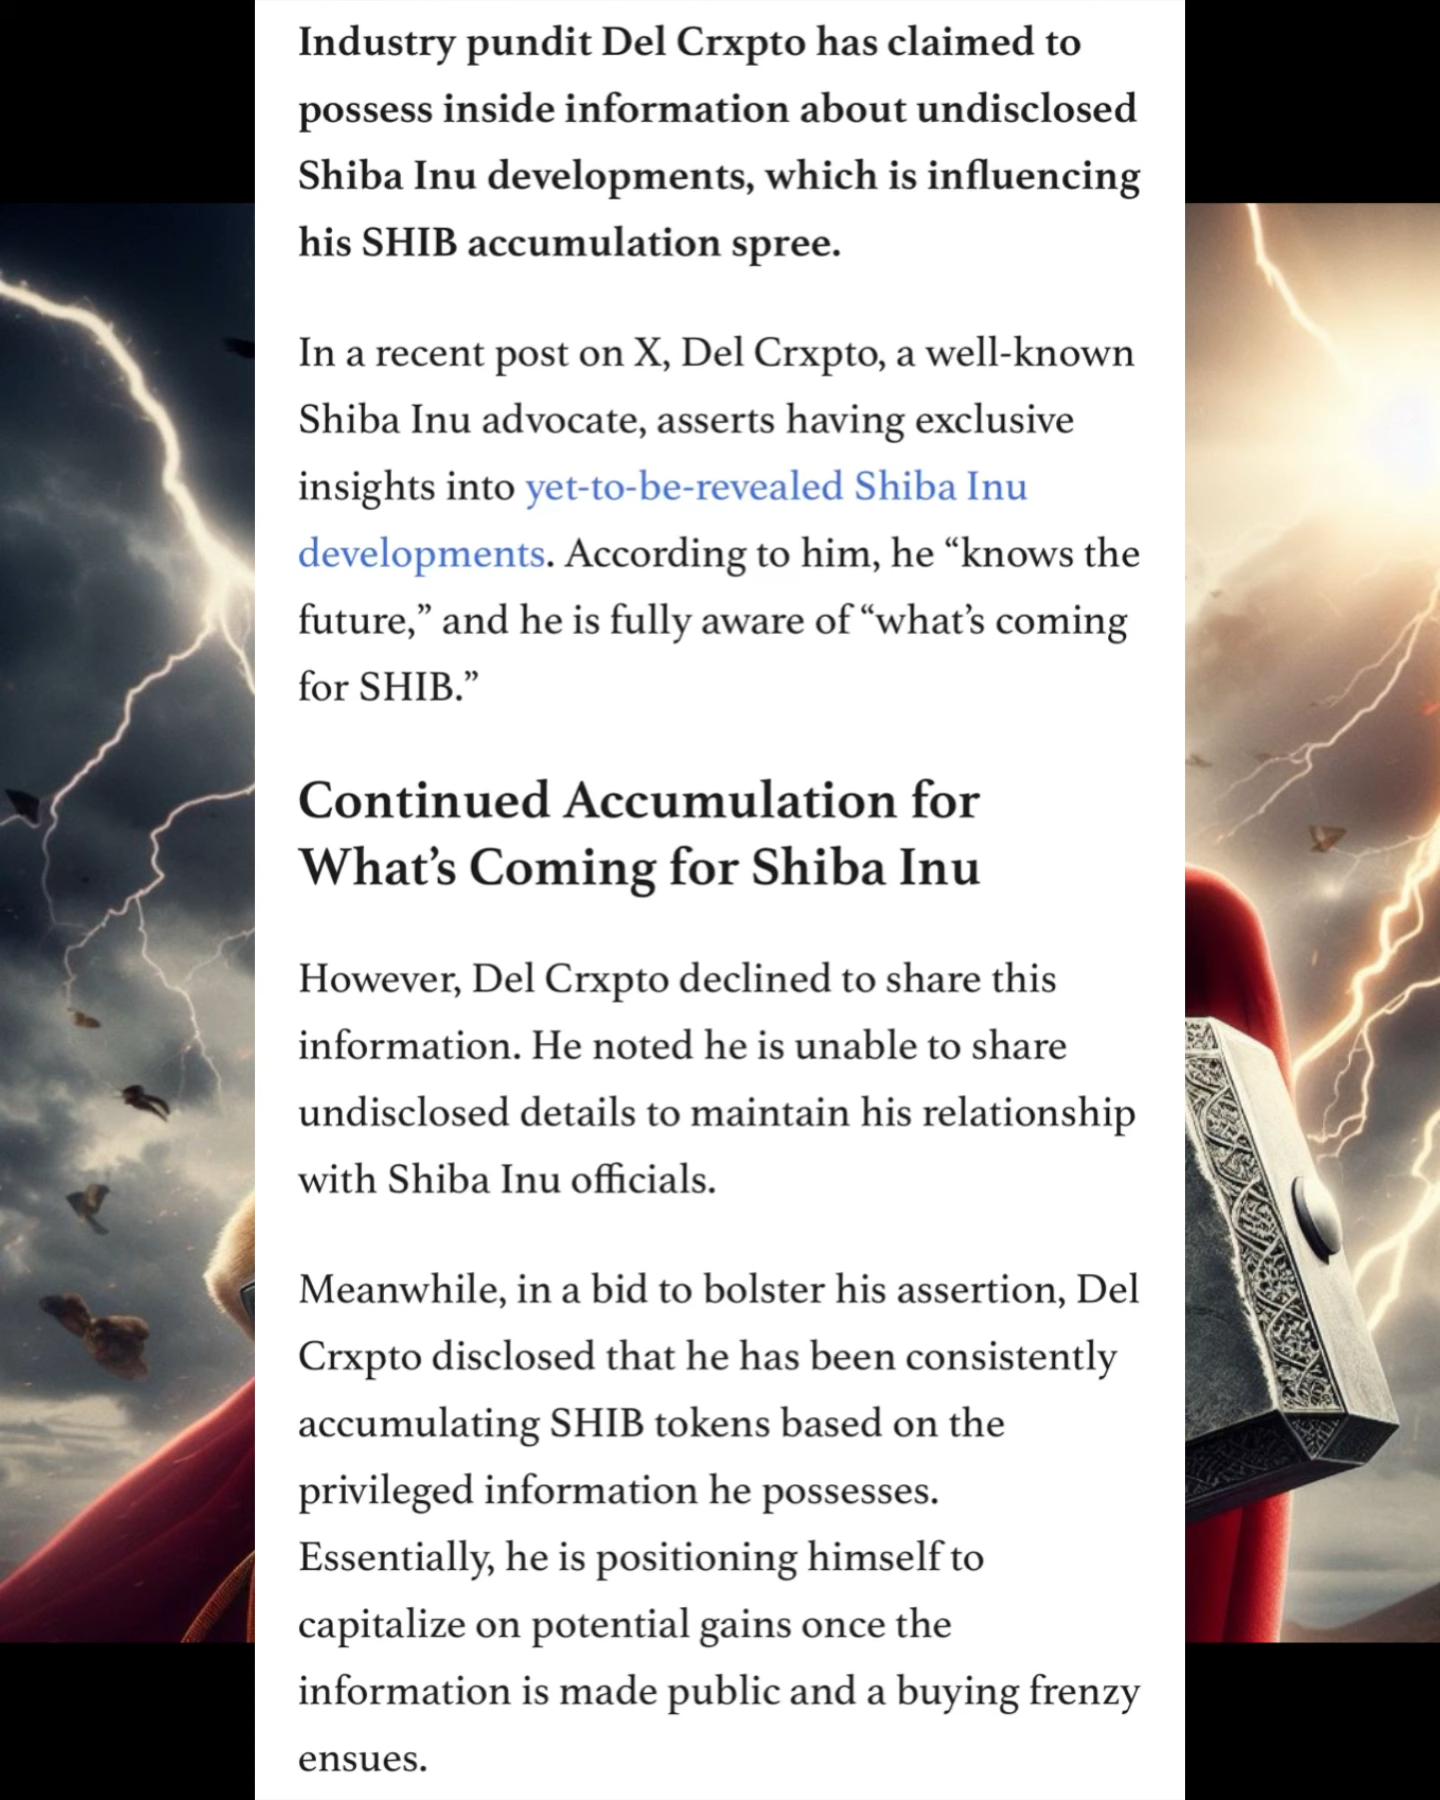 Industry pundit Del Crxpto has claimed to
possess inside information about undisclosed
Shiba Inu developments, which is influencing
his SHIB accumulation spree.
In a recent post on X, Del Crxpto, a well-known
Shiba Inu advocate, asserts having exclusive
insights into yet-to-be-revealed Shiba Inu
developments. According to him, he “knows the
future,” and he is fully aware of “what’s coming
for SHIB.”
Continued Accumulation for
What’s Coming for Shiba Inu
However, Del Crxpto declined to share this
information. He noted he is unable to share
undisclosed details to maintain his relationship
with Shiba Inu officials.
Meanwhile, in a bid to bolster his assertion, Del
Crxpto disclosed that he has been consistently
accumulating SHIB tokens based on the
privileged information he possesses.
Essentially, he is positioning himself to
capitalize on potential gains once the
information is made public and a buying frenzy
ensues.